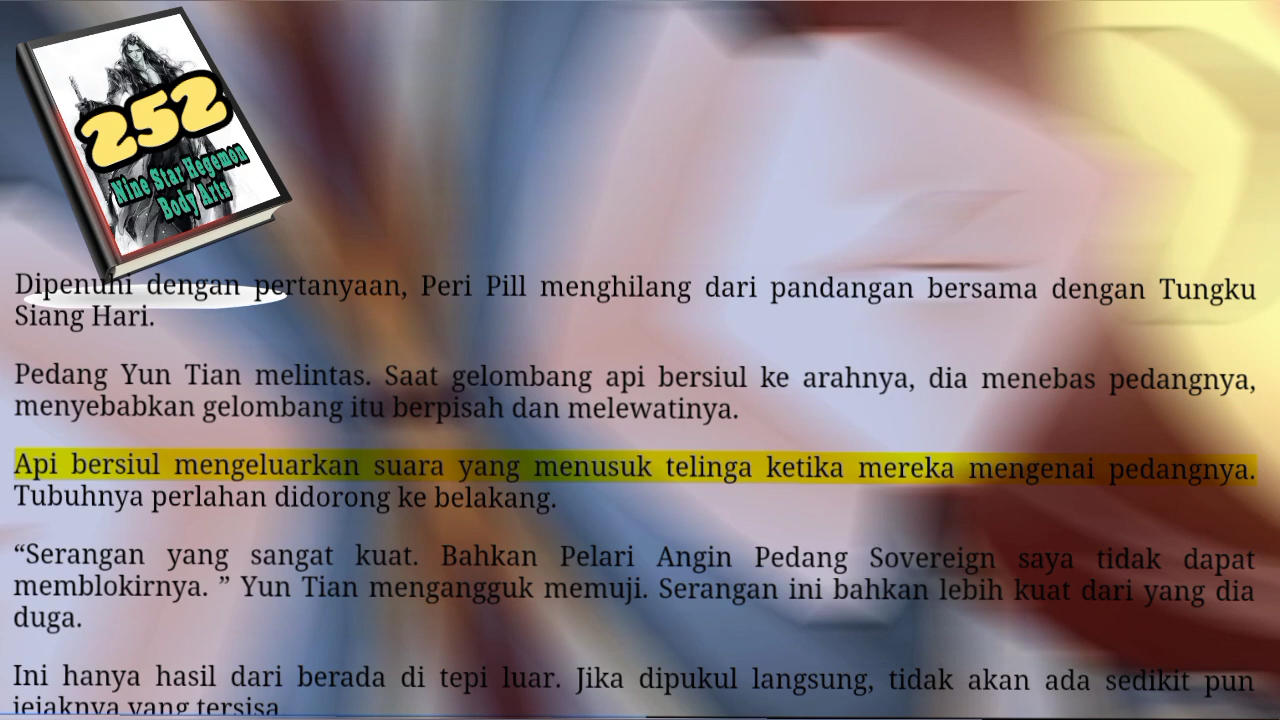 252
Nine Star Hegemon
Body Arts
Dipenuhi dengan pertanyaan, Peri Pill menghilang dari pandangan bersama dengan Tungku
Siang Hari.
Pedang Yun Tian melintas. Saat gelombang api bersiul ke arahnya, dia menebas pedangnya,
menyebabkan gelombang itu berpisah dan melewatinya.
Api bersiul mengeluarkan suara yang menusuk telinga ketika mereka mengenai pedangnya.
Tubuhnya perlahan didorong ke belakang.
“Serangan yang sangat kuat. Bahkan Pelari Angin Pedang Sovereign saya tidak dapat
memblokirnya. ” Yun Tian mengangguk memuji. Serangan ini bahkan lebih kuat dari yang dia
duga.
Ini hanya hasil dari berada di tepi luar. Jika dipukul langsung, tidak akan ada sedikit pun
jejaknya yang tersisa